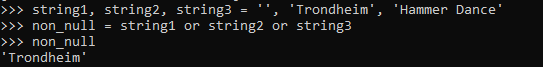 >>> string1, string2, string3 = '', 'Trondheim', 'Hammer Dance'
>>> non_null = string1 or string2 or string3
>>> non_null
'Trondheim'